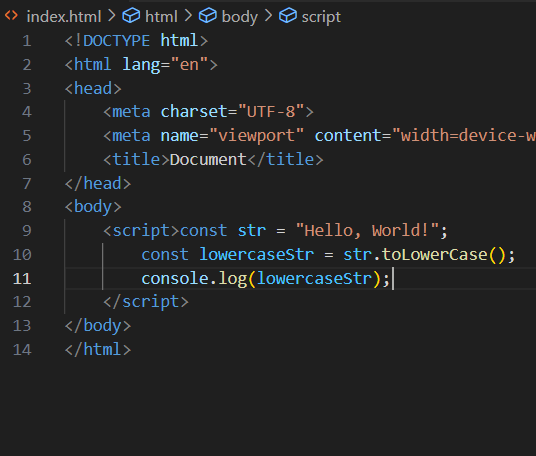 index.html > html > body > script
1 <!DOCTYPE html>
2 <html lang="en">
3 <head>
4     <meta charset="UTF-8">
5     <meta name="viewport" content="width=device-w
6     <title>Document</title>
7 </head>
8 <body>
9     <script>const str = "Hello, World!";
10         const lowercaseStr = str.toLowerCase();
11         console.log(lowercaseStr);
12     </script>
13 </body>
14 </html>